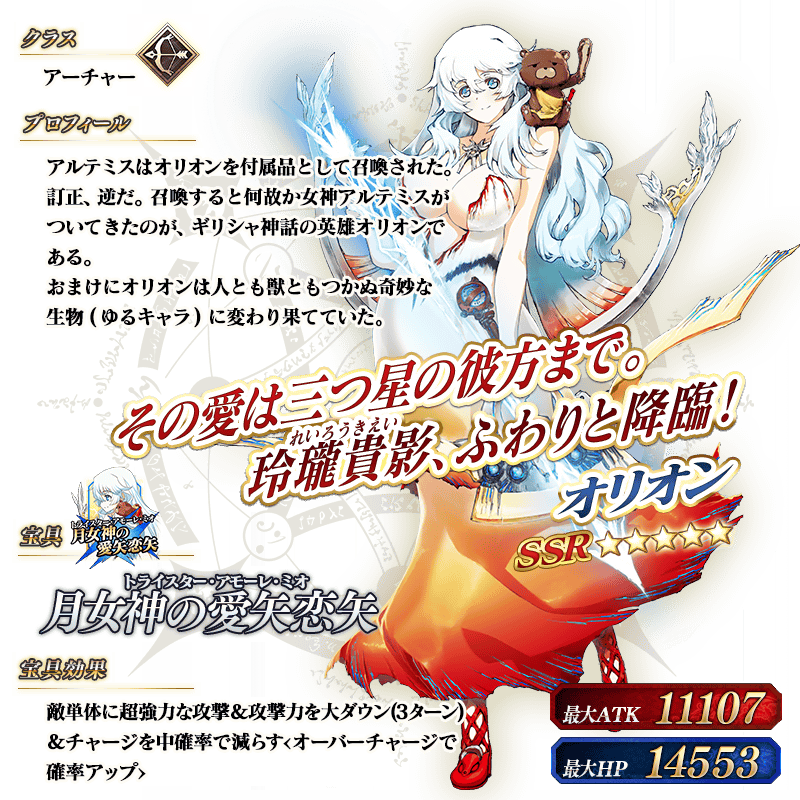 クラス
アーチャー
プロフィール
アルテミスはオリオンを付属品として召喚された。
訂正、逆だ。召喚すると何故か女神アルテミスが
ついてきたのが、ギリシャ神話の英雄オリオンで
ある。
おまけにオリオンは人とも獣ともつかぬ奇妙な
生物(ゆるキャラ)に変わり果てていた。
その愛は三つ星の彼方まで。
れいろうきえい
玲瓏貴影、ふわりと降臨!
オリオン
SSR ★★★★★
宝具
トライスター・アモーレ・ミオ
月女神の
愛矢恋矢
トライスター・アモーレ・ミオ
月女神の愛矢恋矢
宝具効果
敵単体に超強力な攻撃&攻撃力を大ダウン(3ターン)
&チャージを中確率で減らす<オーバーチャージで
確率アップ>
最大ATK 11107
最大HP 14553